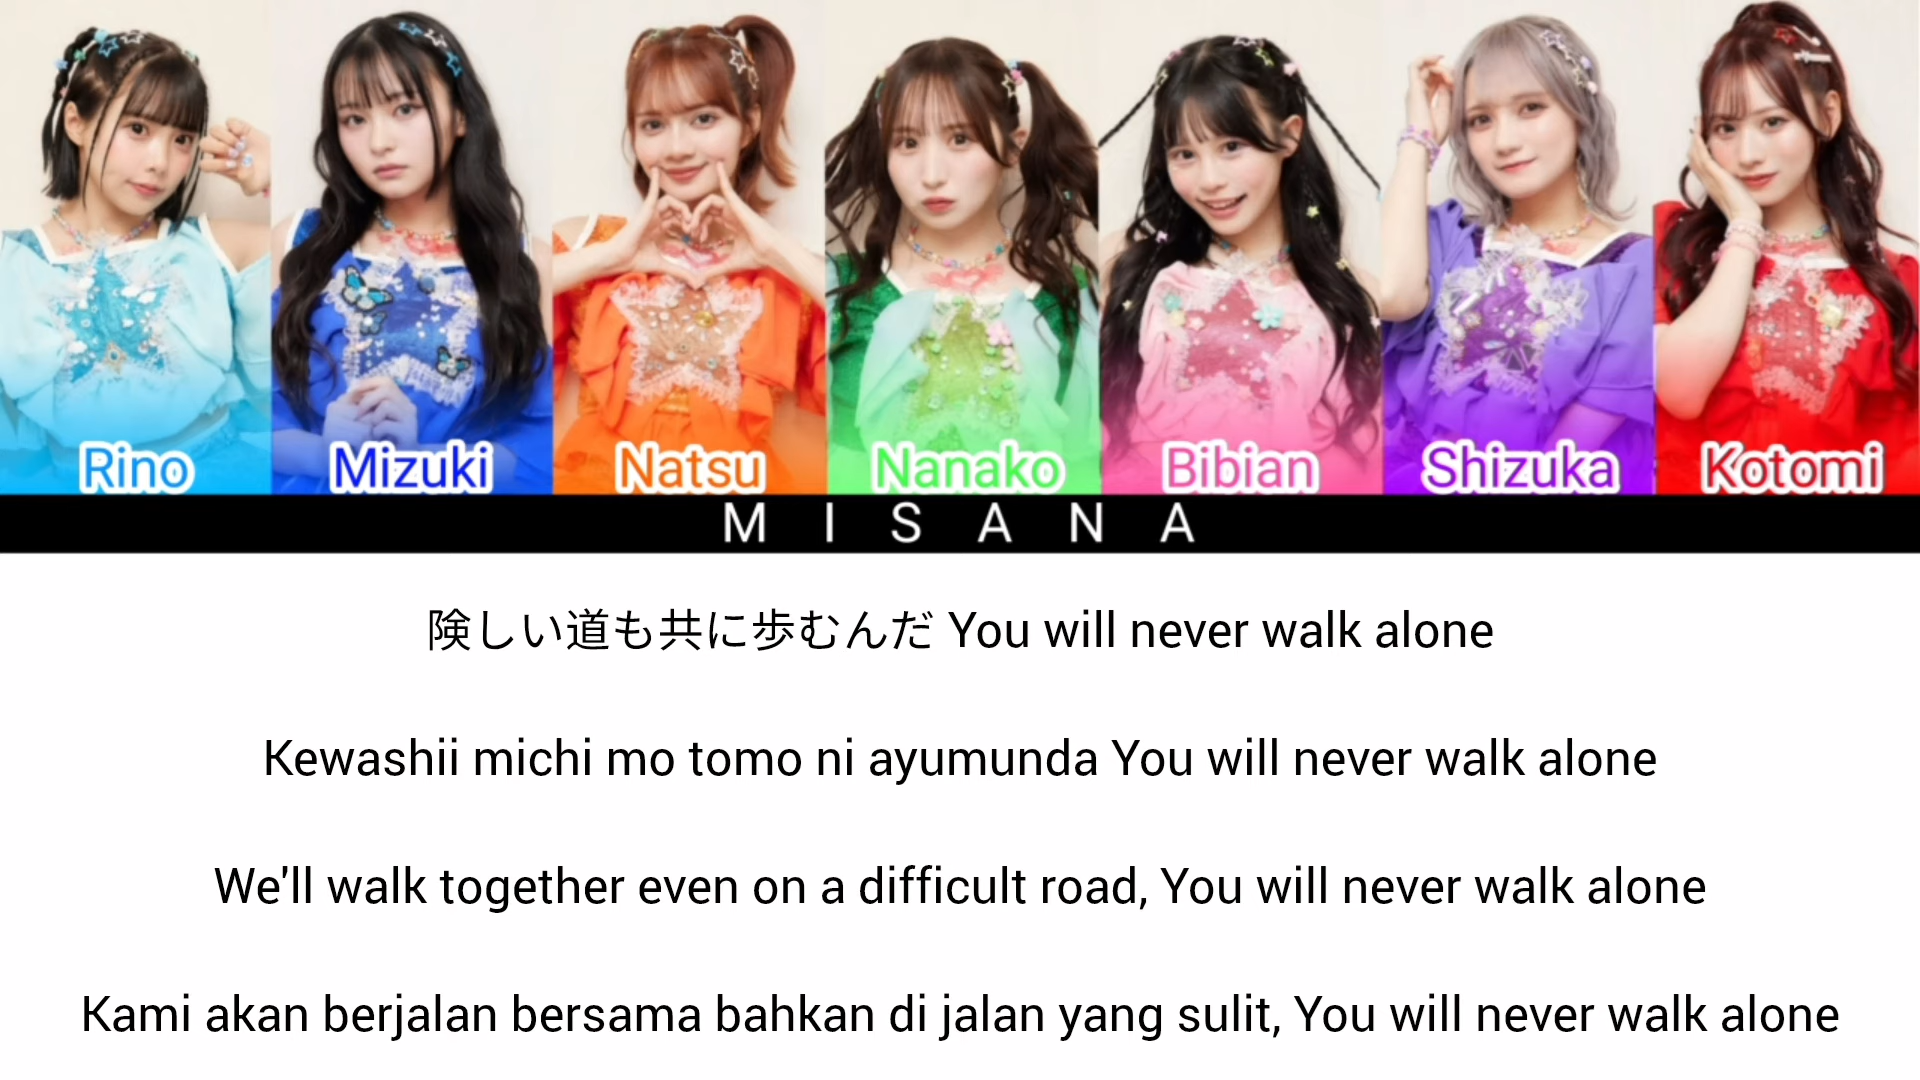 Rino Mizuki Natsu Nanako Bibian Shizuka Kotomi
M I S A N A
険しい道も共に歩むんだ You will never walk alone
Kewashii michi mo tomo ni ayumunda You will never walk alone
We'll walk together even on a difficult road, You will never walk alone
Kami akan berjalan bersama bahkan di jalan yang sulit, You will never walk alone